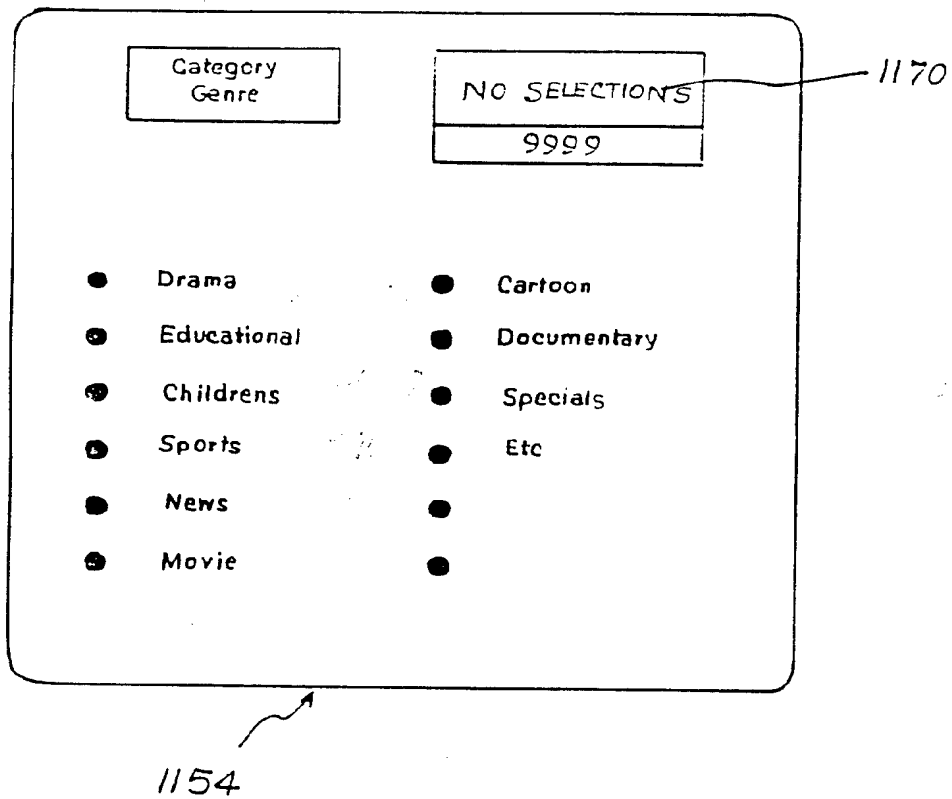 Category
Genre
NO SELECTIONS
9999
1170
Drama
Educational
Childrens
Sports
News
Movie
Cartoon
Documentary
Specials
Etc
1154